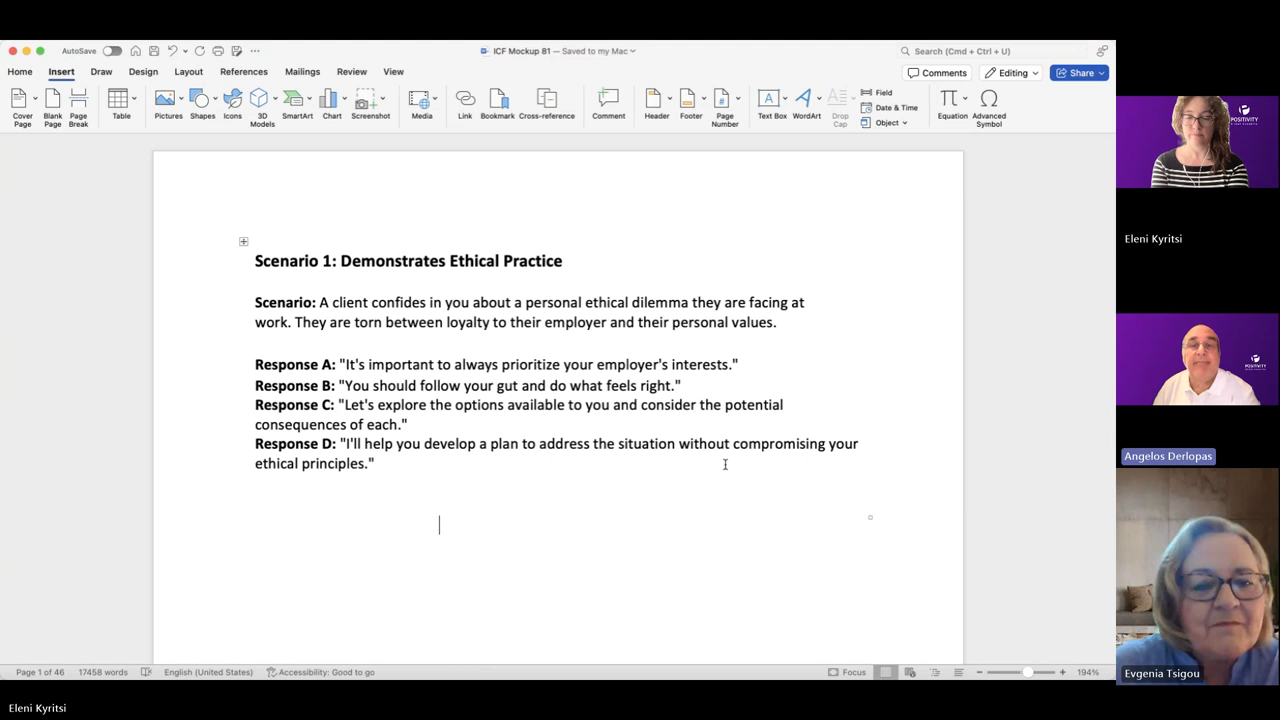 AutoSave
ICF Mockup 81 — Saved to my Mac
Search (Cmd + Ctrl + U)
Home Insert Draw Design Layout References Mailings Review View
Comments Editing Share
Cover Page
Blank Page
Page Break
Table
Pictures
Shapes
Icons
3D Models
SmartArt
Chart
Screenshot
Media
Link
Bookmark
Cross-reference
Comment
Header
Footer
Page Number
Text Box
WordArt
Drop Cap
Field
Date & Time
Object
Equation
Advanced Symbol
Scenario 1: Demonstrates Ethical Practice
Scenario: A client confides in you about a personal ethical dilemma they are facing at
work. They are torn between loyalty to their employer and their personal values.
Response A: "It's important to always prioritize your employer's interests."
Response B: "You should follow your gut and do what feels right."
Response C: "Let's explore the options available to you and consider the potential
consequences of each."
Response D: "I'll help you develop a plan to address the situation without compromising your
ethical principles."
Page 1 of 46 17458 words English (United States) Accessibility: Good to go Focus 194%
POSITIVITY
Eleni Kyritsi
POSITIVITY
Angelos Derlopas
Evgenia Tsigou
Eleni Kyritsi